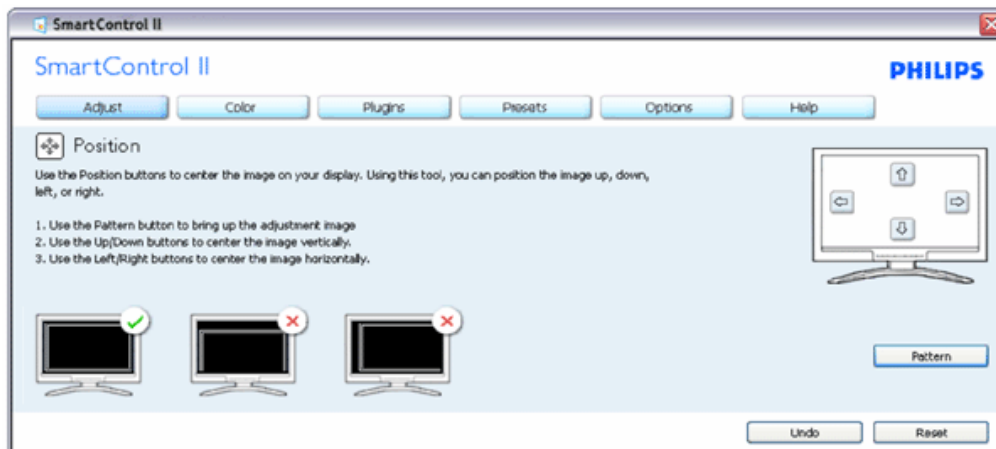 SmartControl II
SmartControl II
PHILIPS
Adjust Color Plugins Presets Options Help
Position
Use the Position buttons to center the image on your display. Using this tool, you can position the image up, down,
left, or right.
1. Use the Pattern button to bring up the adjustment image
2. Use the Up/Down buttons to center the image vertically.
3. Use the Left/Right buttons to center the image horizontally.
Pattern
Undo Reset